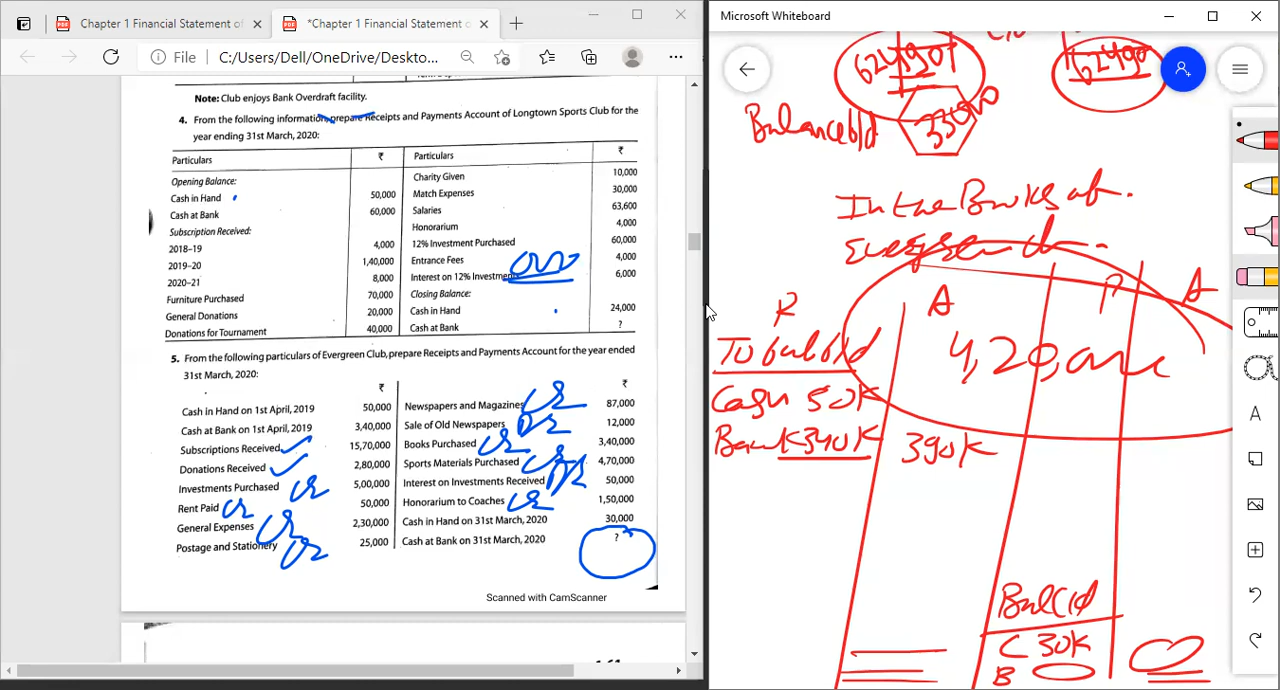 Chapter 1 Financial Statement of
*Chapter 1 Financial Statement o
File
C:/Users/Dell/OneDrive/Deskto...
Note: Club enjoys Bank Overdraft facility.
4. From the following information, prepare Receipts and Payments Account of Longtown Sports Club for the
year ending 31st March, 2020:
Particulars ₹ Particulars ₹
Opening Balance: Charity Given 10,000
Cash in Hand 50,000 Match Expenses 30,000
Cash at Bank 60,000 Salaries 63,600
Subscription Received: Honorarium 4,000
2018-19 4,000 12% Investment Purchased 60,000
2019-20 1,40,000 Entrance Fees 4,000
2020-21 8,000 Interest on 12% Investment 6,000
Furniture Purchased 70,000 Closing Balance:
General Donations 20,000 Cash in Hand 24,000
Donations for Tournament 40,000 Cash at Bank ?
5. From the following particulars of Evergreen Club, prepare Receipts and Payments Account for the year ended
31st March, 2020:
₹ ₹
Cash in Hand on 1st April, 2019 50,000 Newspapers and Magazines Cr 87,000
Cash at Bank on 1st April, 2019 3,40,000 Sale of Old Newspapers Dr 12,000
Subscriptions Received 15,70,000 Books Purchased Cr 3,40,000
Donations Received 2,80,000 Sports Materials Purchased Cr 4,70,000
Investments Purchased Cr 5,00,000 Interest on Investments Received Dr 50,000
Rent Paid Cr 50,000 Honorarium to Coaches Cr 1,50,000
General Expenses Cr 2,30,000 Cash in Hand on 31st March, 2020 30,000
Postage and Stationery Cr 25,000 Cash at Bank on 31st March, 2020 ?
Scanned with CamScanner
Microsoft Whiteboard
624190
62490
Balance b/d 33000
In the Books of
R A P A
To bal b/d
Cash 50K
Bank 340K 390K
Bal c/d
C 30K
B
A